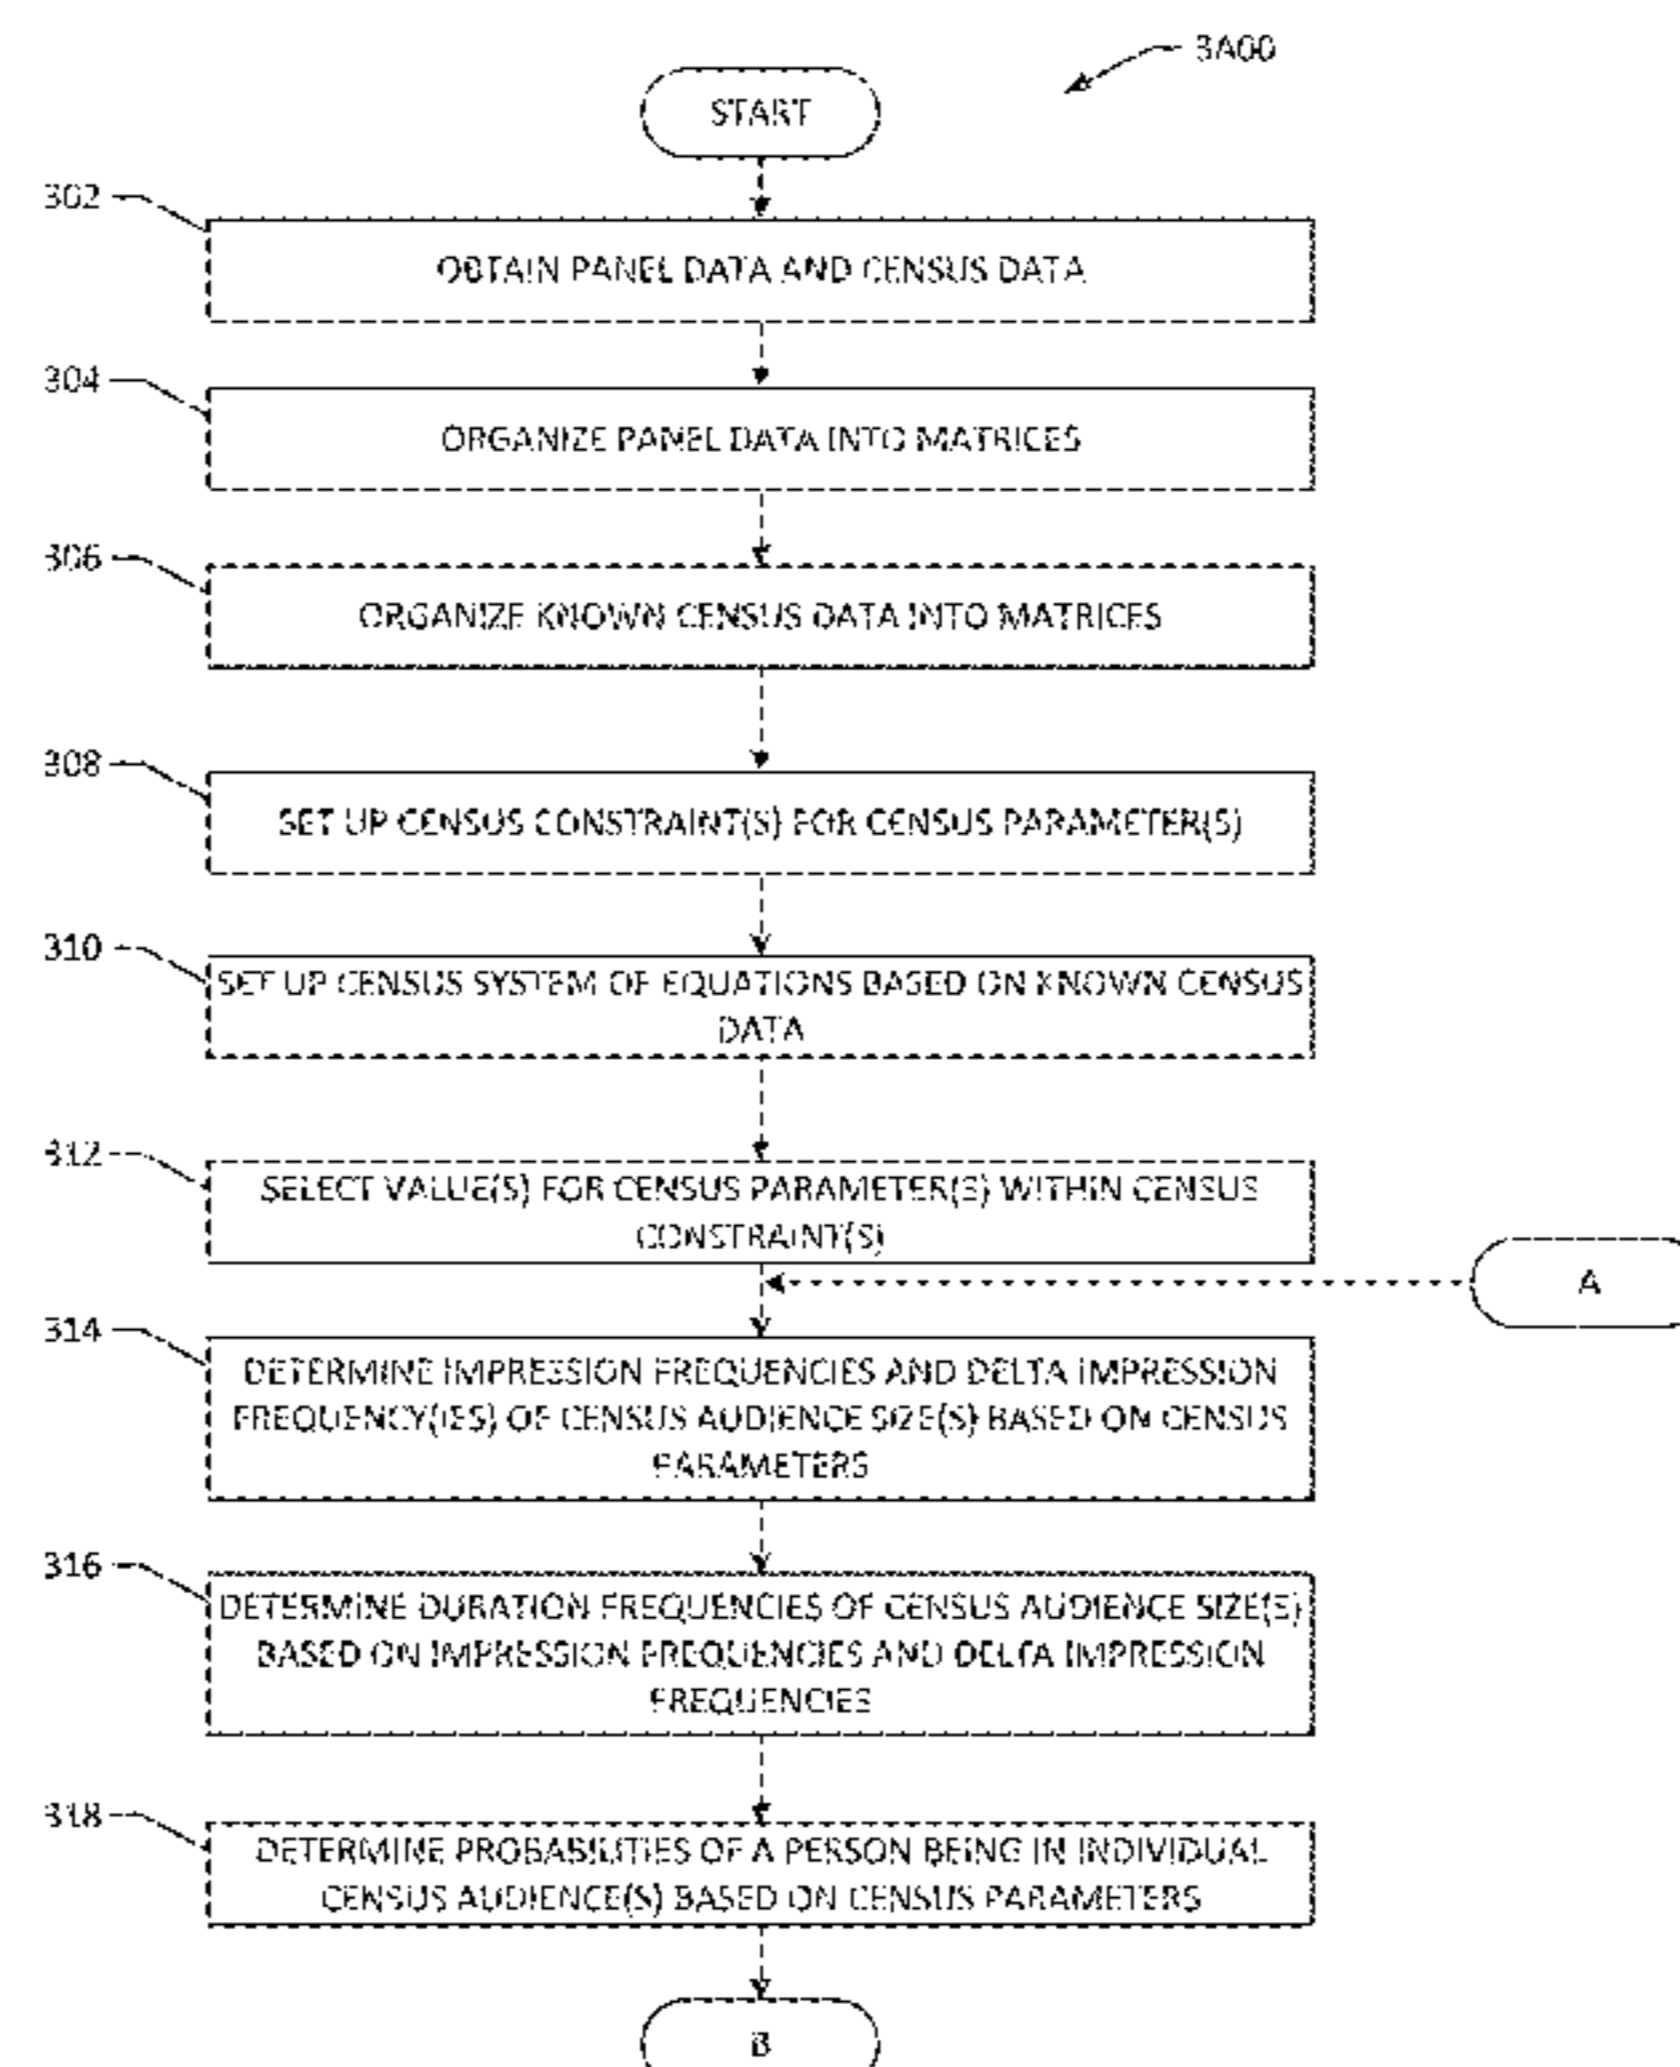 3A00
START
302
OBTAIN PANEL DATA AND CENSUS DATA
304
ORGANIZE PANEL DATA INTO MATRICES
306
ORGANIZE KNOWN CENSUS DATA INTO MATRICES
308
SET UP CENSUS CONSTRAINT(S) FOR CENSUS PARAMETER(S)
310
SET UP CENSUS SYSTEM OF EQUATIONS BASED ON KNOWN CENSUS
DATA
312
SELECT VALUE(S) FOR CENSUS PARAMETER(S) WITHIN CENSUS
CONSTRAINT(S)
A
314
DETERMINE IMPRESSION FREQUENCIES AND DELTA IMPRESSION
FREQUENCY(IES) OF CENSUS AUDIENCE SIZE(S) BASED ON CENSUS
PARAMETERS
316
DETERMINE DURATION FREQUENCIES OF CENSUS AUDIENCE SIZE(S)
BASED ON IMPRESSION FREQUENCIES AND DELTA IMPRESSION
FREQUENCIES
318
DETERMINE PROBABILITIES OF A PERSON BEING IN INDIVIDUAL
CENSUS AUDIENCE(S) BASED ON CENSUS PARAMETERS
B